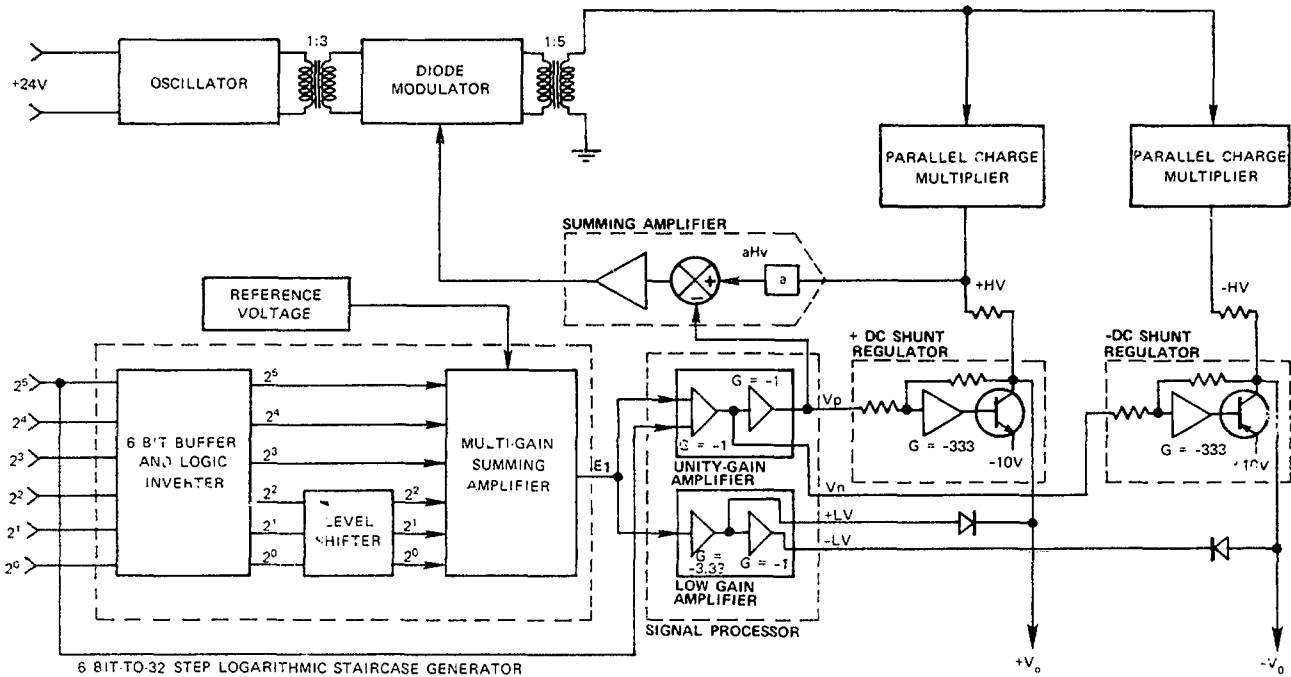 1:3
1:5
+24V
OSCILLATOR
DIODE
MODULATOR
PARALLEL CHARGE
MULTIPLIER
PARALLEL CHARGE
MULTIPLIER
SUMMING AMPLIFIER
aHv
a
+
−
+HV
-HV
REFERENCE
VOLTAGE
+ DC SHUNT
REGULATOR
-DC SHUNT
REGULATOR
2⁵
2⁴
2³
2²
2¹
2⁰
6 BIT BUFFER
AND LOGIC
INVERTER
2⁵
2⁴
2³
2²
2¹
2⁰
LEVEL
SHIFTER
2²
2¹
2⁰
MULTI-GAIN
SUMMING
AMPLIFIER
E1
G = -1
G = -1
UNITY-GAIN
AMPLIFIER
Vp
Vn
G = -333
-10V
G = -333
+10V
+LV
-LV
G =
-3.33
G = -1
LOW GAIN
AMPLIFIER
SIGNAL PROCESSOR
6 BIT-TO-32 STEP LOGARITHMIC STAIRCASE GENERATOR
+Vo
-V0